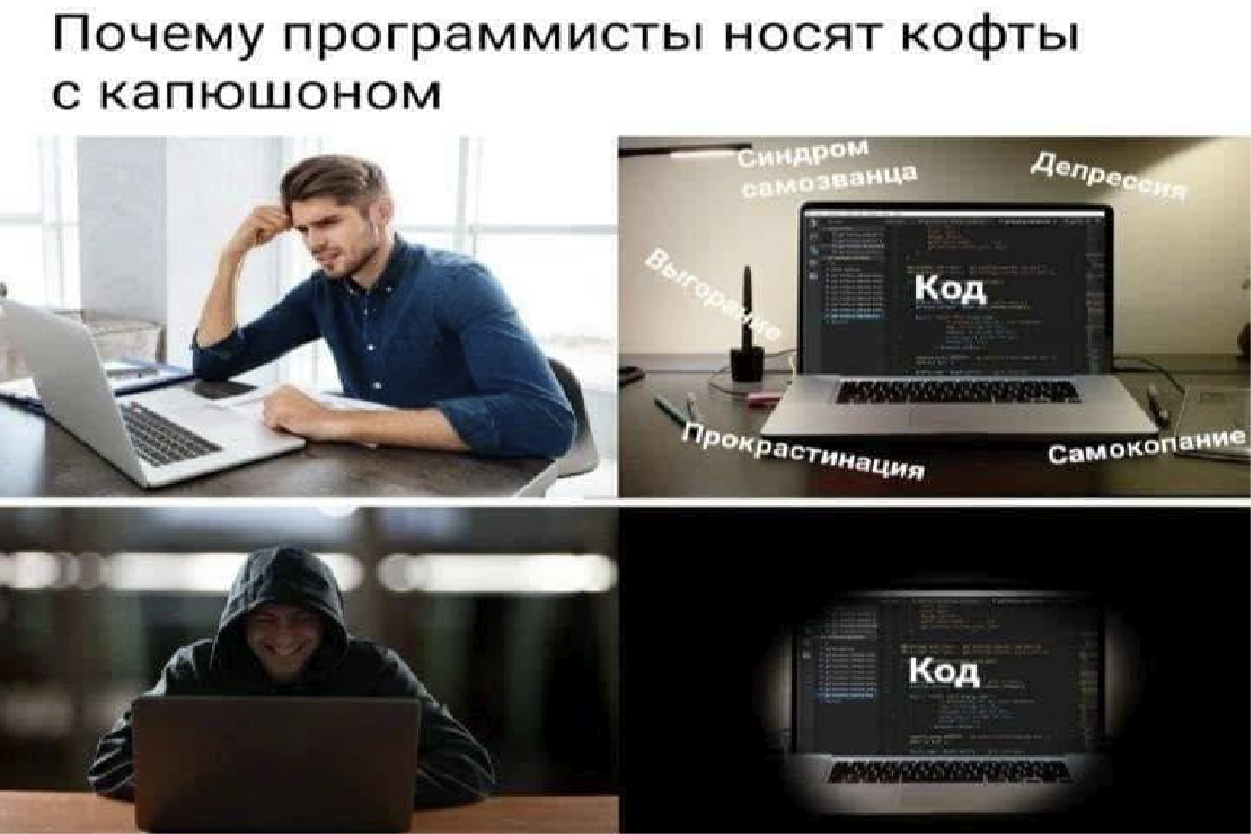 Почему программисты носят кофты
с капюшоном
Синдром
самозванца
Депрессия
Выгорание
Код
Прокрастинация
Самокопание
Код